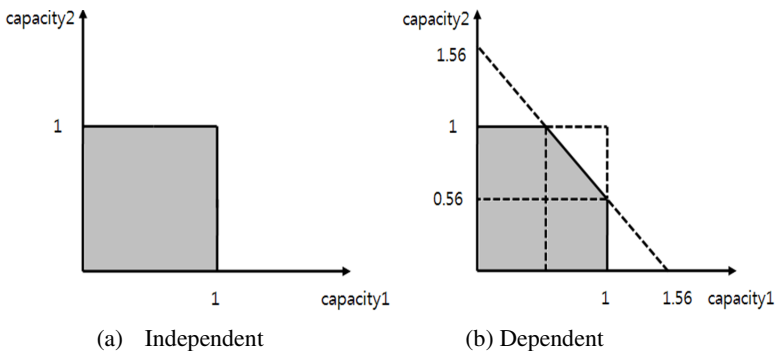 capacity2
1
1
capacity1
(a) Independent
capacity2
1.56
1
0.56
1
1.56
capacity1
(b) Dependent